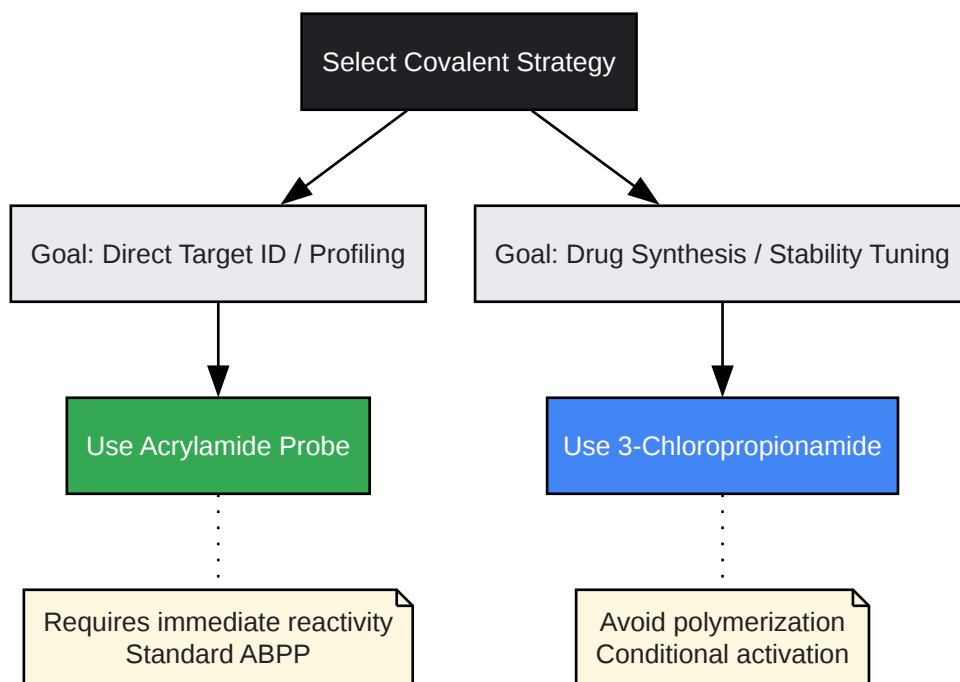 Select Covalent Strategy
Goal: Direct Target ID / Profiling
Goal: Drug Synthesis / Stability Tuning
Use Acrylamide Probe
Use 3-Chloropropionamide
Requires immediate reactivity
Standard ABPP
Avoid polymerization
Conditional activation